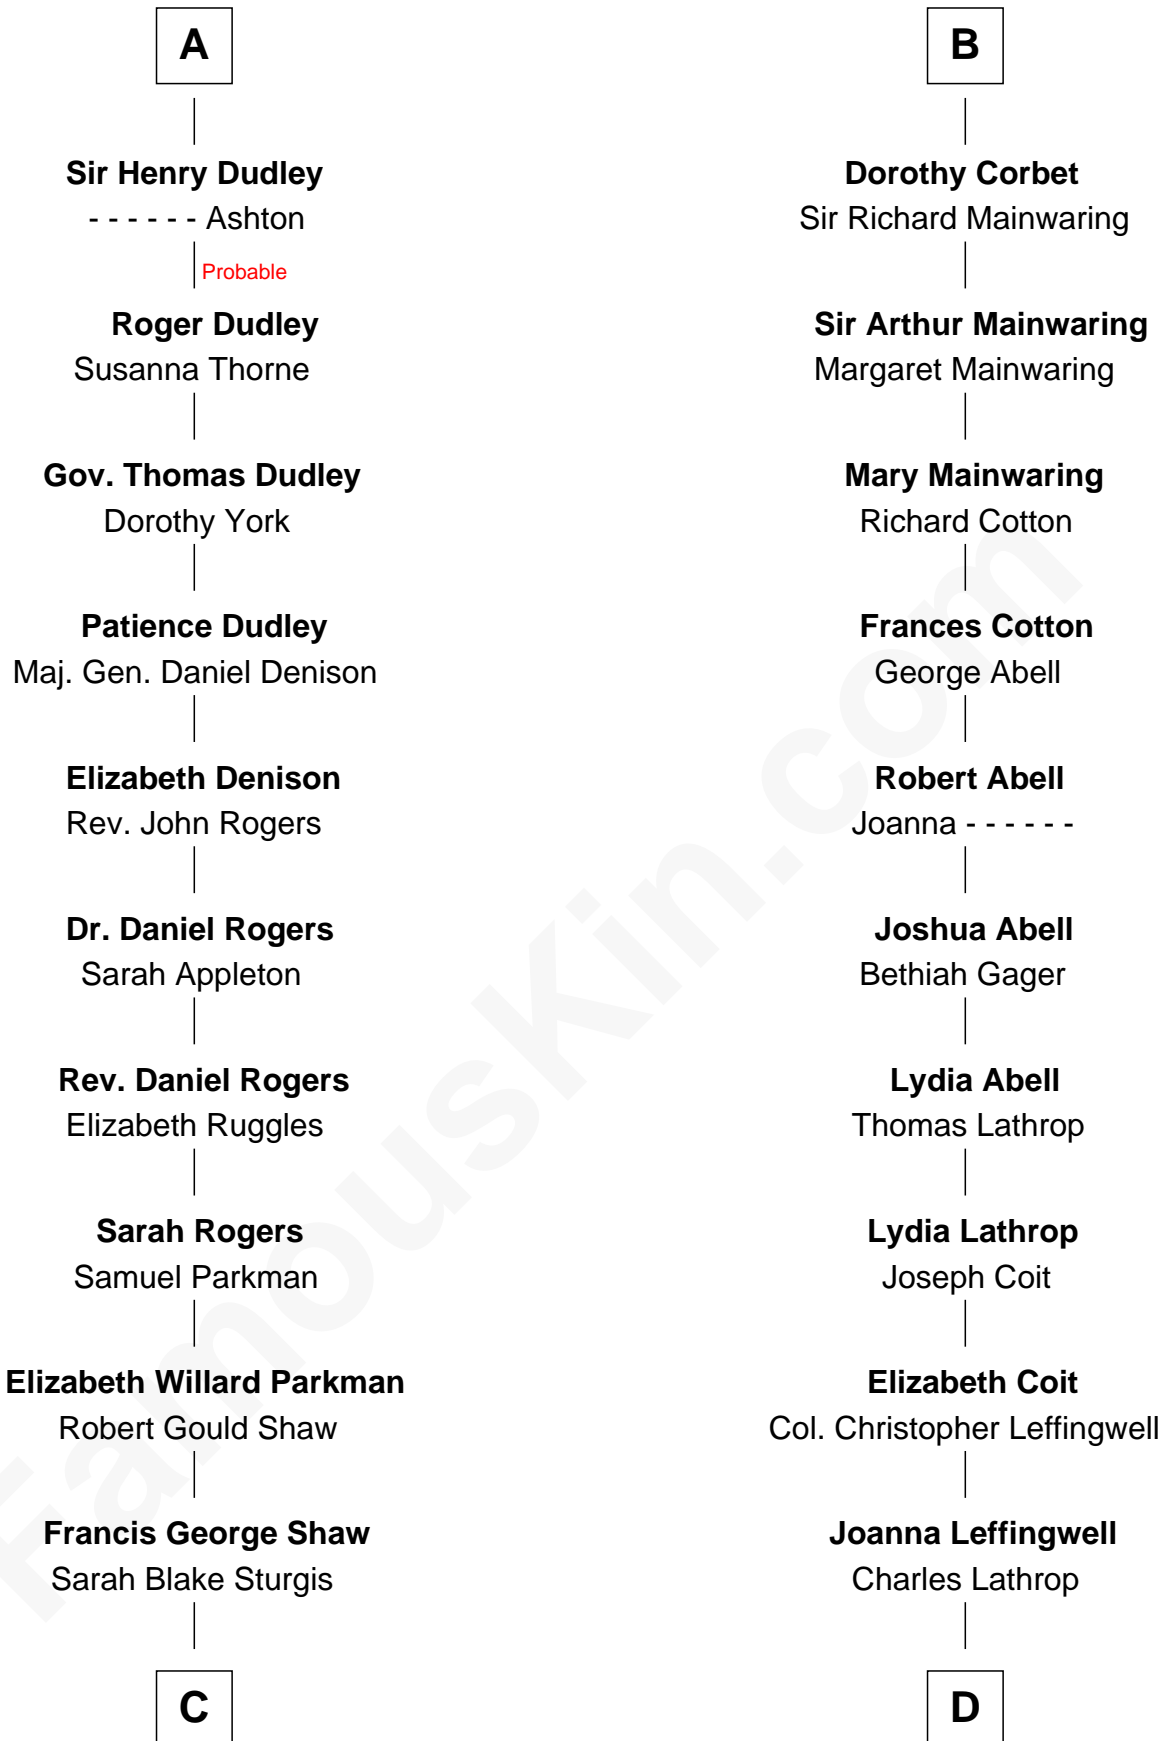 A
Sir Henry Dudley
- - - - - - Ashton
Probable
Roger Dudley
Susanna Thorne
Gov. Thomas Dudley
Dorothy York
Patience Dudley
Maj. Gen. Daniel Denison
Elizabeth Denison
Rev. John Rogers
Dr. Daniel Rogers
Sarah Appleton
Rev. Daniel Rogers
Elizabeth Ruggles
Sarah Rogers
Samuel Parkman
Elizabeth Willard Parkman
Robert Gould Shaw
Francis George Shaw
Sarah Blake Sturgis
C
B
Dorothy Corbet
Sir Richard Mainwaring
Sir Arthur Mainwaring
Margaret Mainwaring
Mary Mainwaring
Richard Cotton
Frances Cotton
George Abell
Robert Abell
Joanna - - - - - -
Joshua Abell
Bethiah Gager
Lydia Abell
Thomas Lathrop
Lydia Lathrop
Joseph Coit
Elizabeth Coit
Col. Christopher Leffingwell
Joanna Leffingwell
Charles Lathrop
D
FamousKin.com